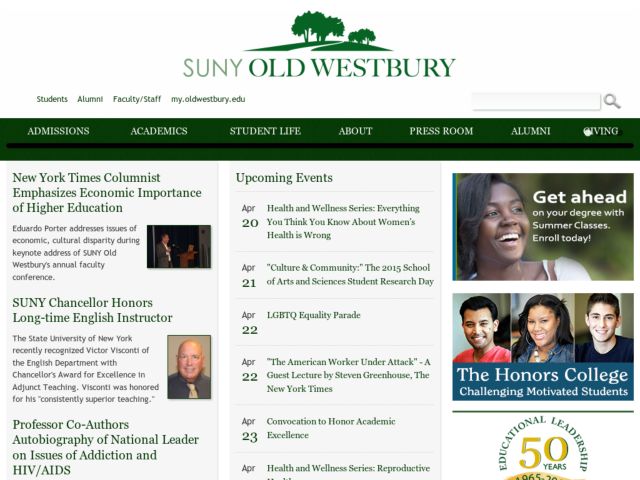 SUNY OLD WESTBURY
Students Alumni Faculty/Staff my.oldwestbury.edu
ADMISSIONS ACADEMICS STUDENT LIFE ABOUT PRESS ROOM ALUMNI GIVING
New York Times Columnist
Emphasizes Economic Importance
of Higher Education
Eduardo Porter addresses issues of
economic, cultural disparity during
keynote address of SUNY Old
Westbury's annual faculty
conference.
SUNY Chancellor Honors
Long-time English Instructor
The State University of New York
recently recognized Victor Visconti of
the English Department with
Chancellor's Award for Excellence in
Adjunct Teaching. Visconti was honored
for his "consistently superior teaching."
Professor Co-Authors
Autobiography of National Leader
on Issues of Addiction and
HIV/AIDS
Upcoming Events
Apr
20
Health and Wellness Series: Everything
You Think You Know About Women's
Health is Wrong
Apr
21
"Culture & Community:" The 2015 School
of Arts and Sciences Student Research Day
Apr
22
LGBTQ Equality Parade
Apr
22
"The American Worker Under Attack" - A
Guest Lecture by Steven Greenhouse, The
New York Times
Apr
23
Convocation to Honor Academic
Excellence
Apr
Health and Wellness Series: Reproductive
Get ahead
on your degree with
Summer Classes.
Enroll today!
The Honors College
Challenging Motivated Students
EDUCATIONAL LEADERSHIP
50
YEARS